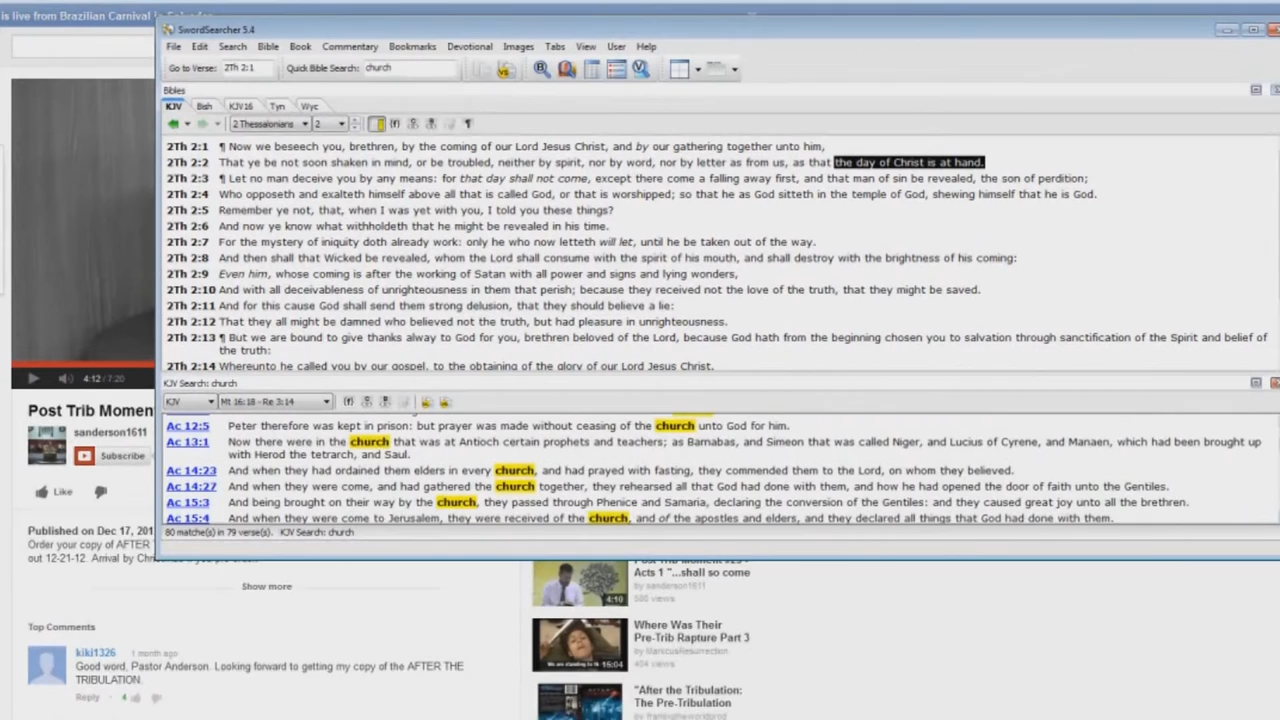 is live from Brazilian Carnival in Salvador
SwordSearcher 5.4
File Edit Search Bible Book Commentary Bookmarks Devotional Images Tabs View User Help
Go to Verse: 2Th 2:1 Quick Bible Search: church
Bibles
KJV Bish KJV16 Tyn Wyc
2 Thessalonians 2
2Th 2:1 ¶ Now we beseech you, brethren, by the coming of our Lord Jesus Christ, and by our gathering together unto him,
2Th 2:2 That ye be not soon shaken in mind, or be troubled, neither by spirit, nor by word, nor by letter as from us, as that the day of Christ is at hand.
2Th 2:3 ¶ Let no man deceive you by any means: for that day shall not come, except there come a falling away first, and that man of sin be revealed, the son of perdition;
2Th 2:4 Who opposeth and exalteth himself above all that is called God, or that is worshipped; so that he as God sitteth in the temple of God, shewing himself that he is God.
2Th 2:5 Remember ye not, that, when I was yet with you, I told you these things?
2Th 2:6 And now ye know what withholdeth that he might be revealed in his time.
2Th 2:7 For the mystery of iniquity doth already work: only he who now letteth will let, until he be taken out of the way.
2Th 2:8 And then shall that Wicked be revealed, whom the Lord shall consume with the spirit of his mouth, and shall destroy with the brightness of his coming:
2Th 2:9 Even him, whose coming is after the working of Satan with all power and signs and lying wonders,
2Th 2:10 And with all deceivableness of unrighteousness in them that perish; because they received not the love of the truth, that they might be saved.
2Th 2:11 And for this cause God shall send them strong delusion, that they should believe a lie:
2Th 2:12 That they all might be damned who believed not the truth, but had pleasure in unrighteousness.
2Th 2:13 ¶ But we are bound to give thanks alway to God for you, brethren beloved of the Lord, because God hath from the beginning chosen you to salvation through sanctification of the Spirit and belief of
the truth:
2Th 2:14 Whereunto he called you by our gospel, to the obtaining of the glory of our Lord Jesus Christ.
KJV Search: church
KJV Mt 16:18 - Re 3:14
Ac 12:5 Peter therefore was kept in prison: but prayer was made without ceasing of the church unto God for him.
Ac 13:1 Now there were in the church that was at Antioch certain prophets and teachers; as Barnabas, and Simeon that was called Niger, and Lucius of Cyrene, and Manaen, which had been brought up
with Herod the tetrarch, and Saul.
Ac 14:23 And when they had ordained them elders in every church, and had prayed with fasting, they commended them to the Lord, on whom they believed.
Ac 14:27 And when they were come, and had gathered the church together, they rehearsed all that God had done with them, and how he had opened the door of faith unto the Gentiles.
Ac 15:3 And being brought on their way by the church, they passed through Phenice and Samaria, declaring the conversion of the Gentiles: and they caused great joy unto all the brethren.
Ac 15:4 And when they were come to Jerusalem, they were received of the church, and of the apostles and elders, and they declared all things that God had done with them.
80 matche(s) in 79 verse(s). KJV Search: church
4:12 / 7:20
Post Trib Momen
sanderson1611
Subscribe
Like
Published on Dec 17, 201
Order your copy of AFTER
out 12-21-12. Arrival by
Show more
Top Comments
kiki1326 1 month ago
Good word, Pastor Anderson. Looking forward to getting my copy of the AFTER THE
TRIBULATION.
Reply 4
Acts 1 "...shall so come
by sanderson1611
4:10
Where Was Their
Pre-Trib Rapture Part 3
404 views
15:04
"After the Tribulation:
The Pre-Tribulation